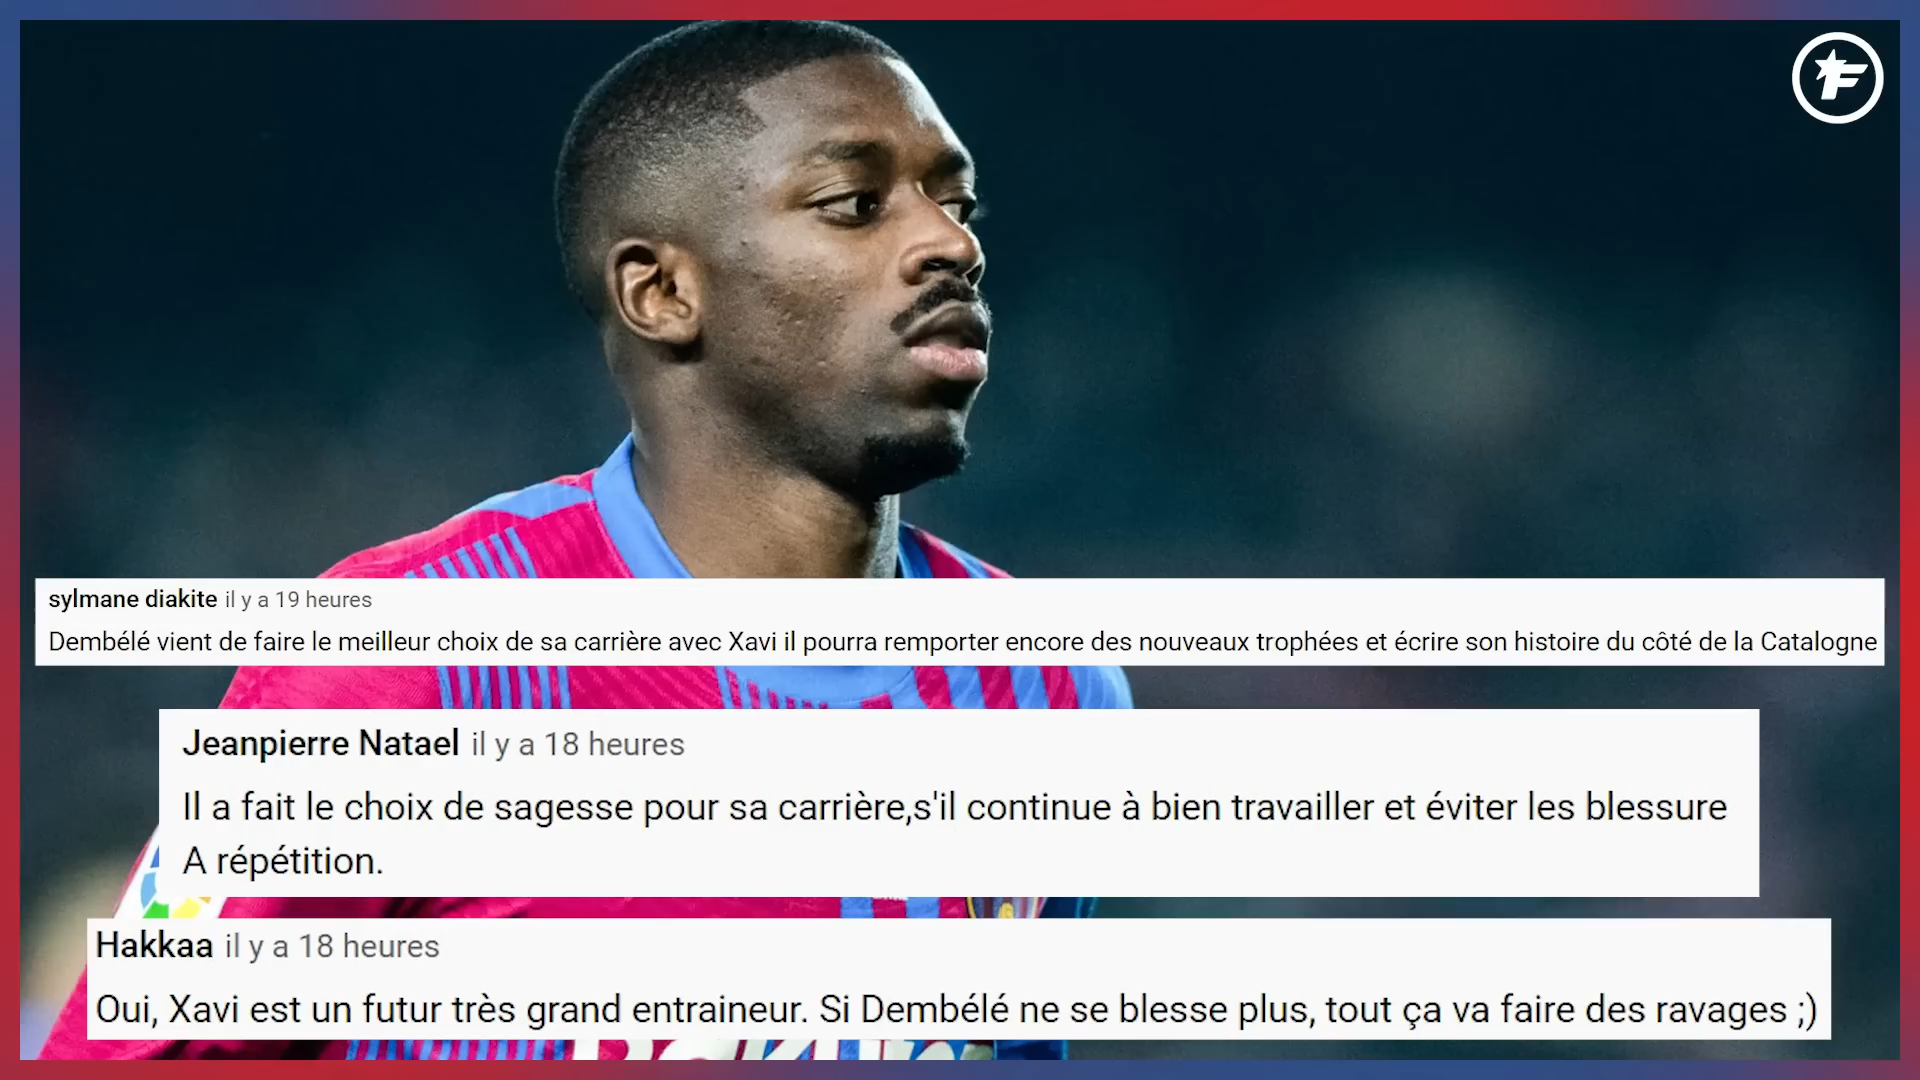 sylmane diakite il y a 19 heures
Dembélé vient de faire le meilleur choix de sa carrière avec Xavi il pourra remporter encore des nouveaux trophées et écrire son histoire du côté de la Catalogne
Jeanpierre Natael il y a 18 heures
Il a fait le choix de sagesse pour sa carrière,s'il continue à bien travailler et éviter les blessure
A répétition.
Hakkaa il y a 18 heures
Oui, Xavi est un futur très grand entraineur. Si Dembélé ne se blesse plus, tout ça va faire des ravages ;)